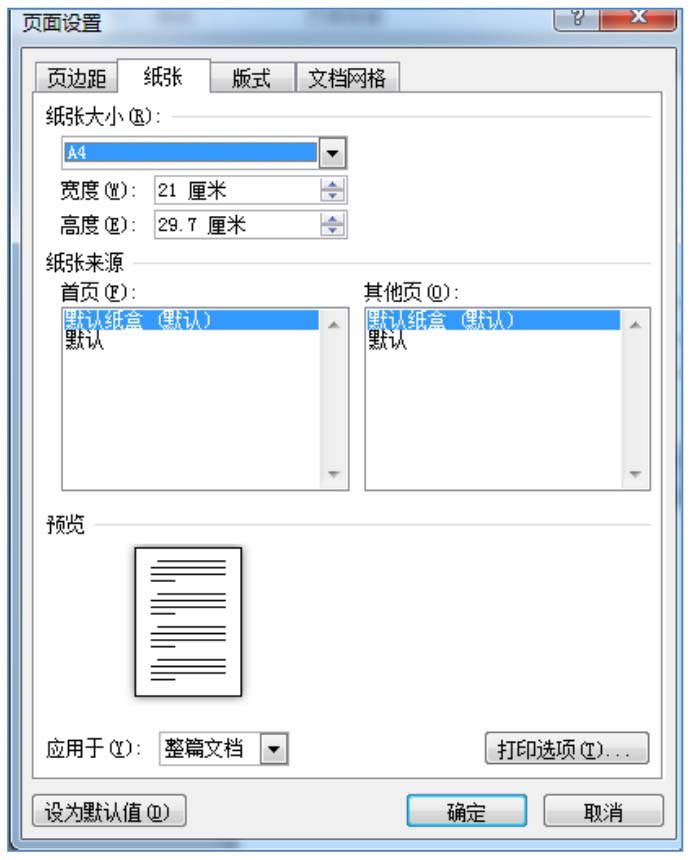 页面设置
页边距 纸张 版式 文档网格
纸张大小(R):
A4
宽度(W): 21 厘米
高度(E): 29.7 厘米
纸张来源
首页(F): 其他页(O):
默认纸盒 (默认) 默认纸盒 (默认)
默认 默认
预览
应用于(Y): 整篇文档 打印选项(T)...
设为默认值(D) 确定 取消